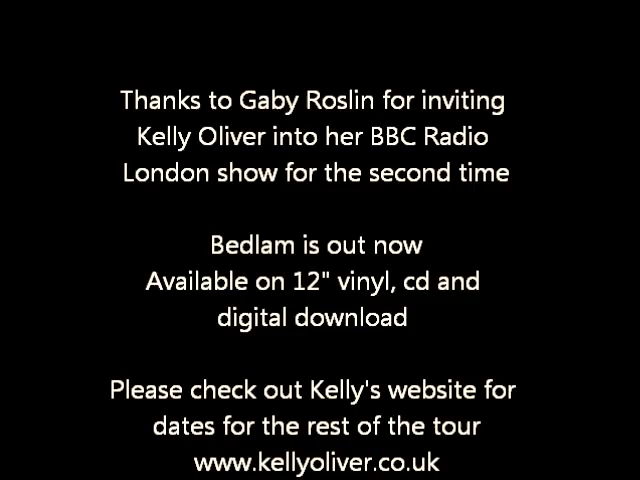 Thanks to Gaby Roslin for inviting
Kelly Oliver into her BBC Radio
London show for the second time
Bedlam is out now
Available on 12" vinyl, cd and
digital download
Please check out Kelly's website for
dates for the rest of the tour
www.kellyoliver.co.uk